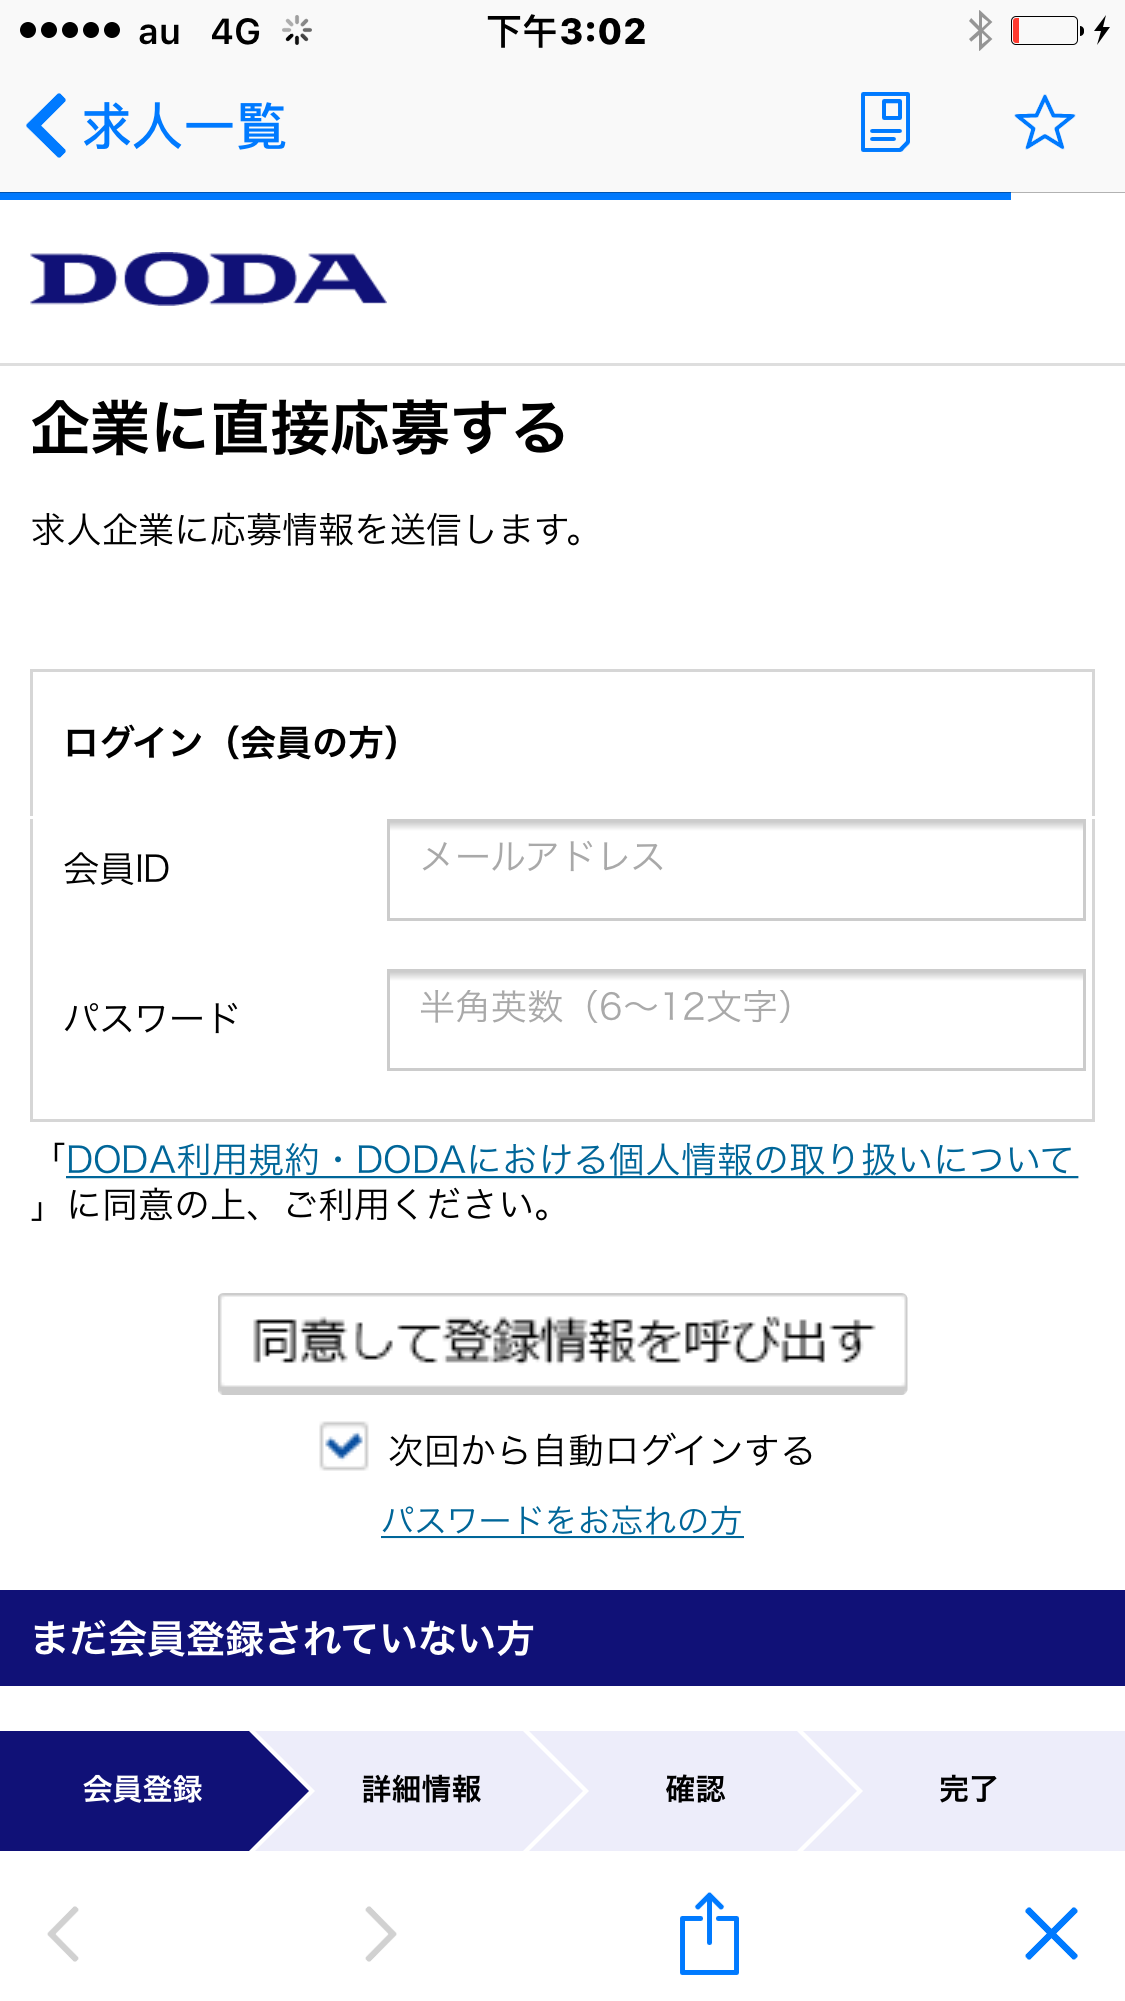 au 4G 下午3:02
求人一覧
DODA
企業に直接応募する
求人企業に応募情報を送信します。
ログイン（会員の方）
会員ID
メールアドレス
パスワード
半角英数（6～12文字）
「DODA利用規約・DODAにおける個人情報の取り扱いについて
」に同意の上、ご利用ください。
同意して登録情報を呼び出す
次回から自動ログインする
パスワードをお忘れの方
まだ会員登録されていない方
会員登録 詳細情報 確認 完了